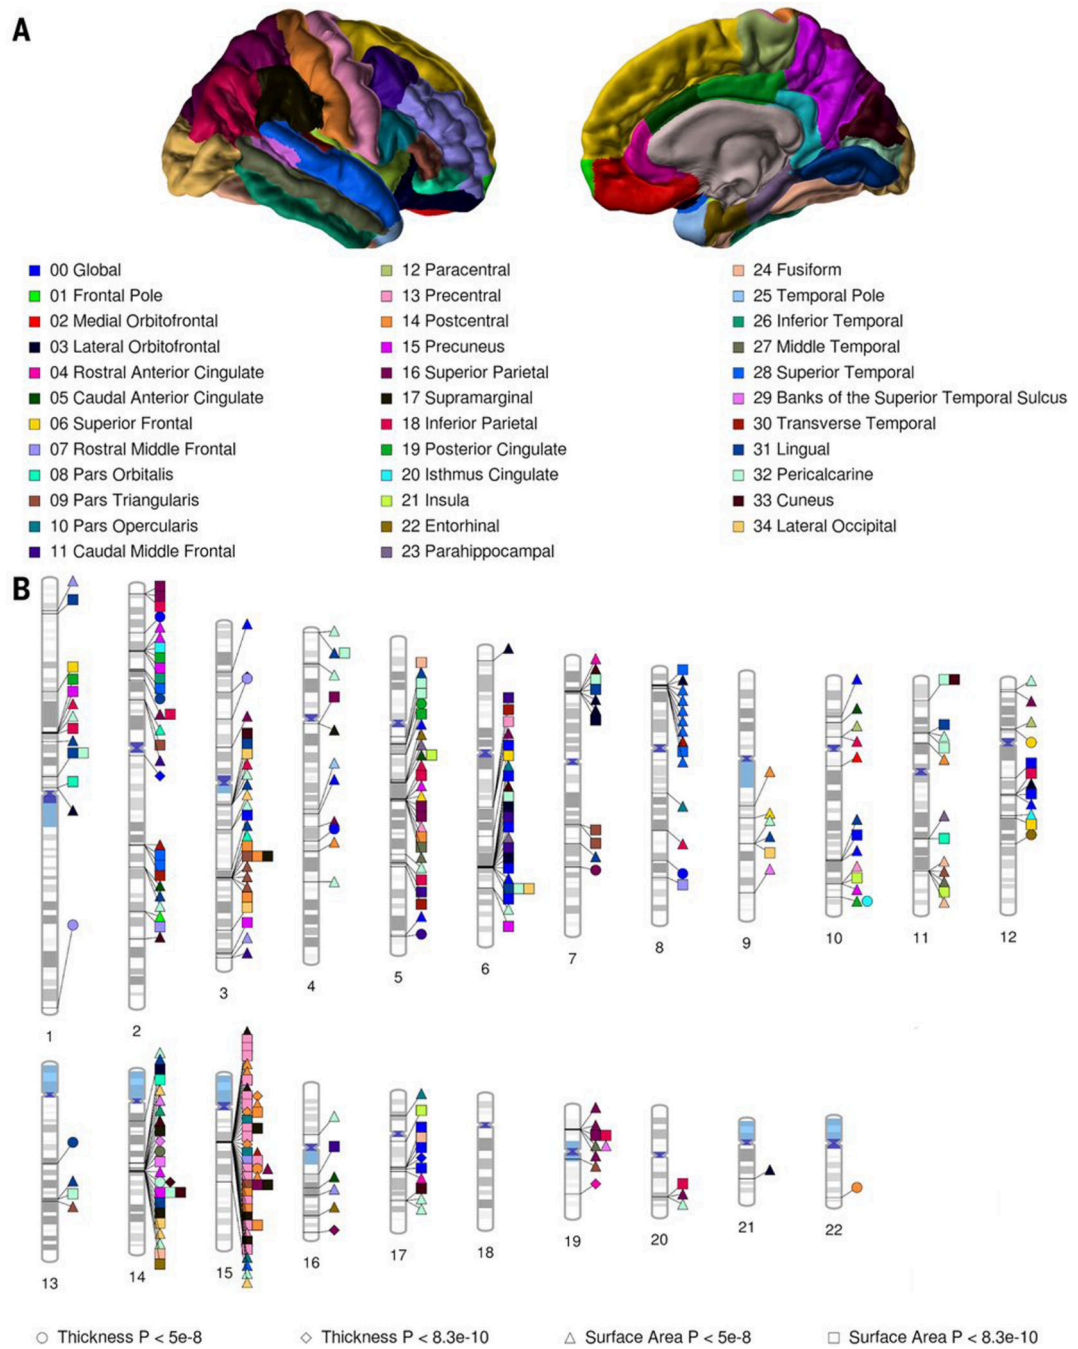 A
00 Global
01 Frontal Pole
02 Medial Orbitofrontal
03 Lateral Orbitofrontal
04 Rostral Anterior Cingulate
05 Caudal Anterior Cingulate
06 Superior Frontal
07 Rostral Middle Frontal
08 Pars Orbitalis
09 Pars Triangularis
10 Pars Opercularis
11 Caudal Middle Frontal
12 Paracentral
13 Precentral
14 Postcentral
15 Precuneus
16 Superior Parietal
17 Supramarginal
18 Inferior Parietal
19 Posterior Cingulate
20 Isthmus Cingulate
21 Insula
22 Entorhinal
23 Parahippocampal
24 Fusiform
25 Temporal Pole
26 Inferior Temporal
27 Middle Temporal
28 Superior Temporal
29 Banks of the Superior Temporal Sulcus
30 Transverse Temporal
31 Lingual
32 Pericalcarine
33 Cuneus
34 Lateral Occipital
B
1 2 3 4 5 6 7 8 9 10 11 12
13 14 15 16 17 18 19 20 21 22
Thickness P < 5e-8 Thickness P < 8.3e-10 Surface Area P < 5e-8 Surface Area P < 8.3e-10